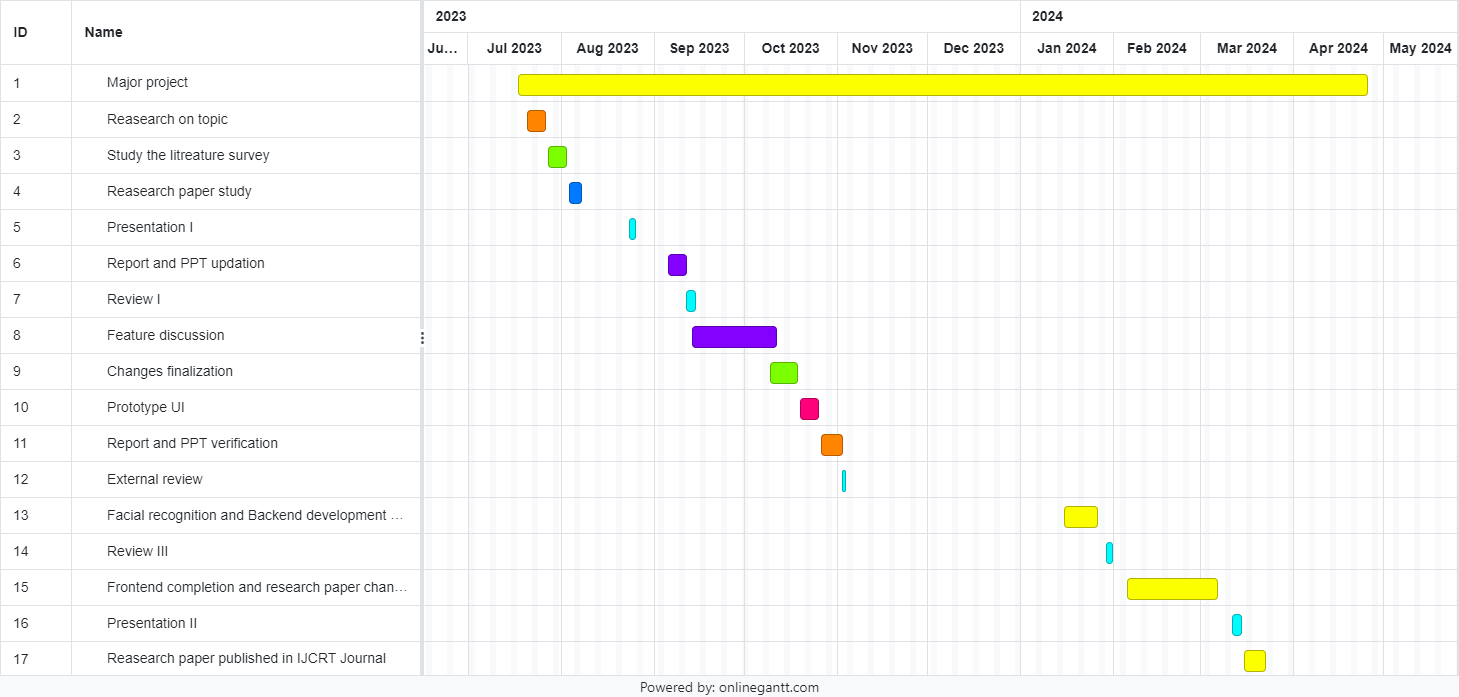 ID Name 2023 2024
Ju... Jul 2023 Aug 2023 Sep 2023 Oct 2023 Nov 2023 Dec 2023 Jan 2024 Feb 2024 Mar 2024 Apr 2024 May 2024
1 Major project
2 Reasearch on topic
3 Study the litreature survey
4 Reasearch paper study
5 Presentation I
6 Report and PPT updation
7 Review I
8 Feature discussion
9 Changes finalization
10 Prototype UI
11 Report and PPT verification
12 External review
13 Facial recognition and Backend development ...
14 Review III
15 Frontend completion and research paper chan...
16 Presentation II
17 Reasearch paper published in IJCRT Journal
Powered by: onlinegantt.com